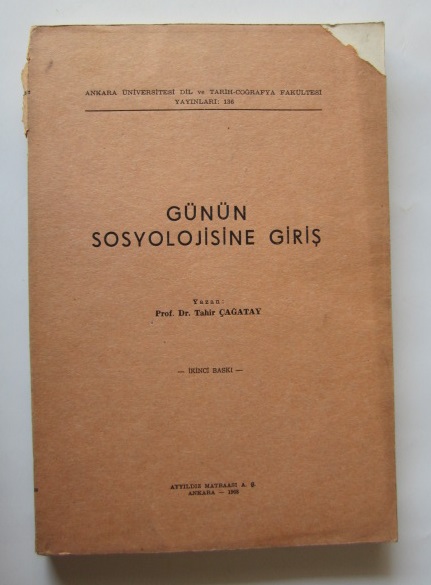 ANKARA ÜNİVERSİTESİ DİL ve TARİH-COĞRAFYA FAKÜLTESİ
YAYINLARI: 136
GÜNÜN
SOSYOLOJİSİNE GİRİŞ
Yazan:
Prof. Dr. Tahir ÇAĞATAY
— İKİNCİ BASKI —
AYYILDIZ MATBAASI A. Ş.
ANKARA —